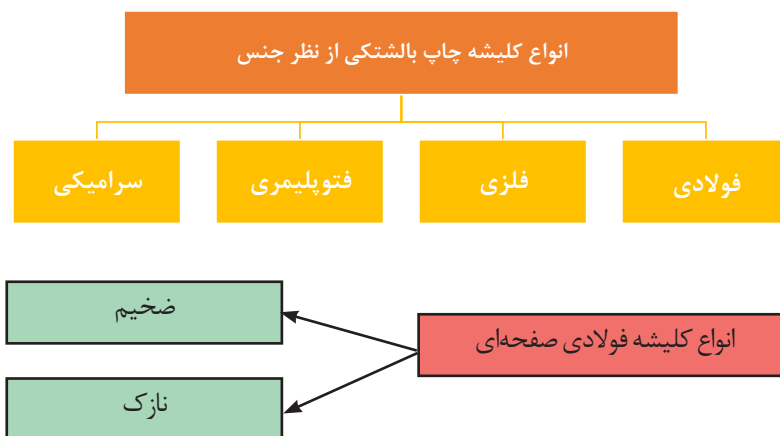 انواع کلیشه چاپ بالشتکی از نظر جنس
فولادی
فلزی
فتوپلیمری
سرامیکی
انواع کلیشه فولادی صفحه‌ای
ضخیم
نازک